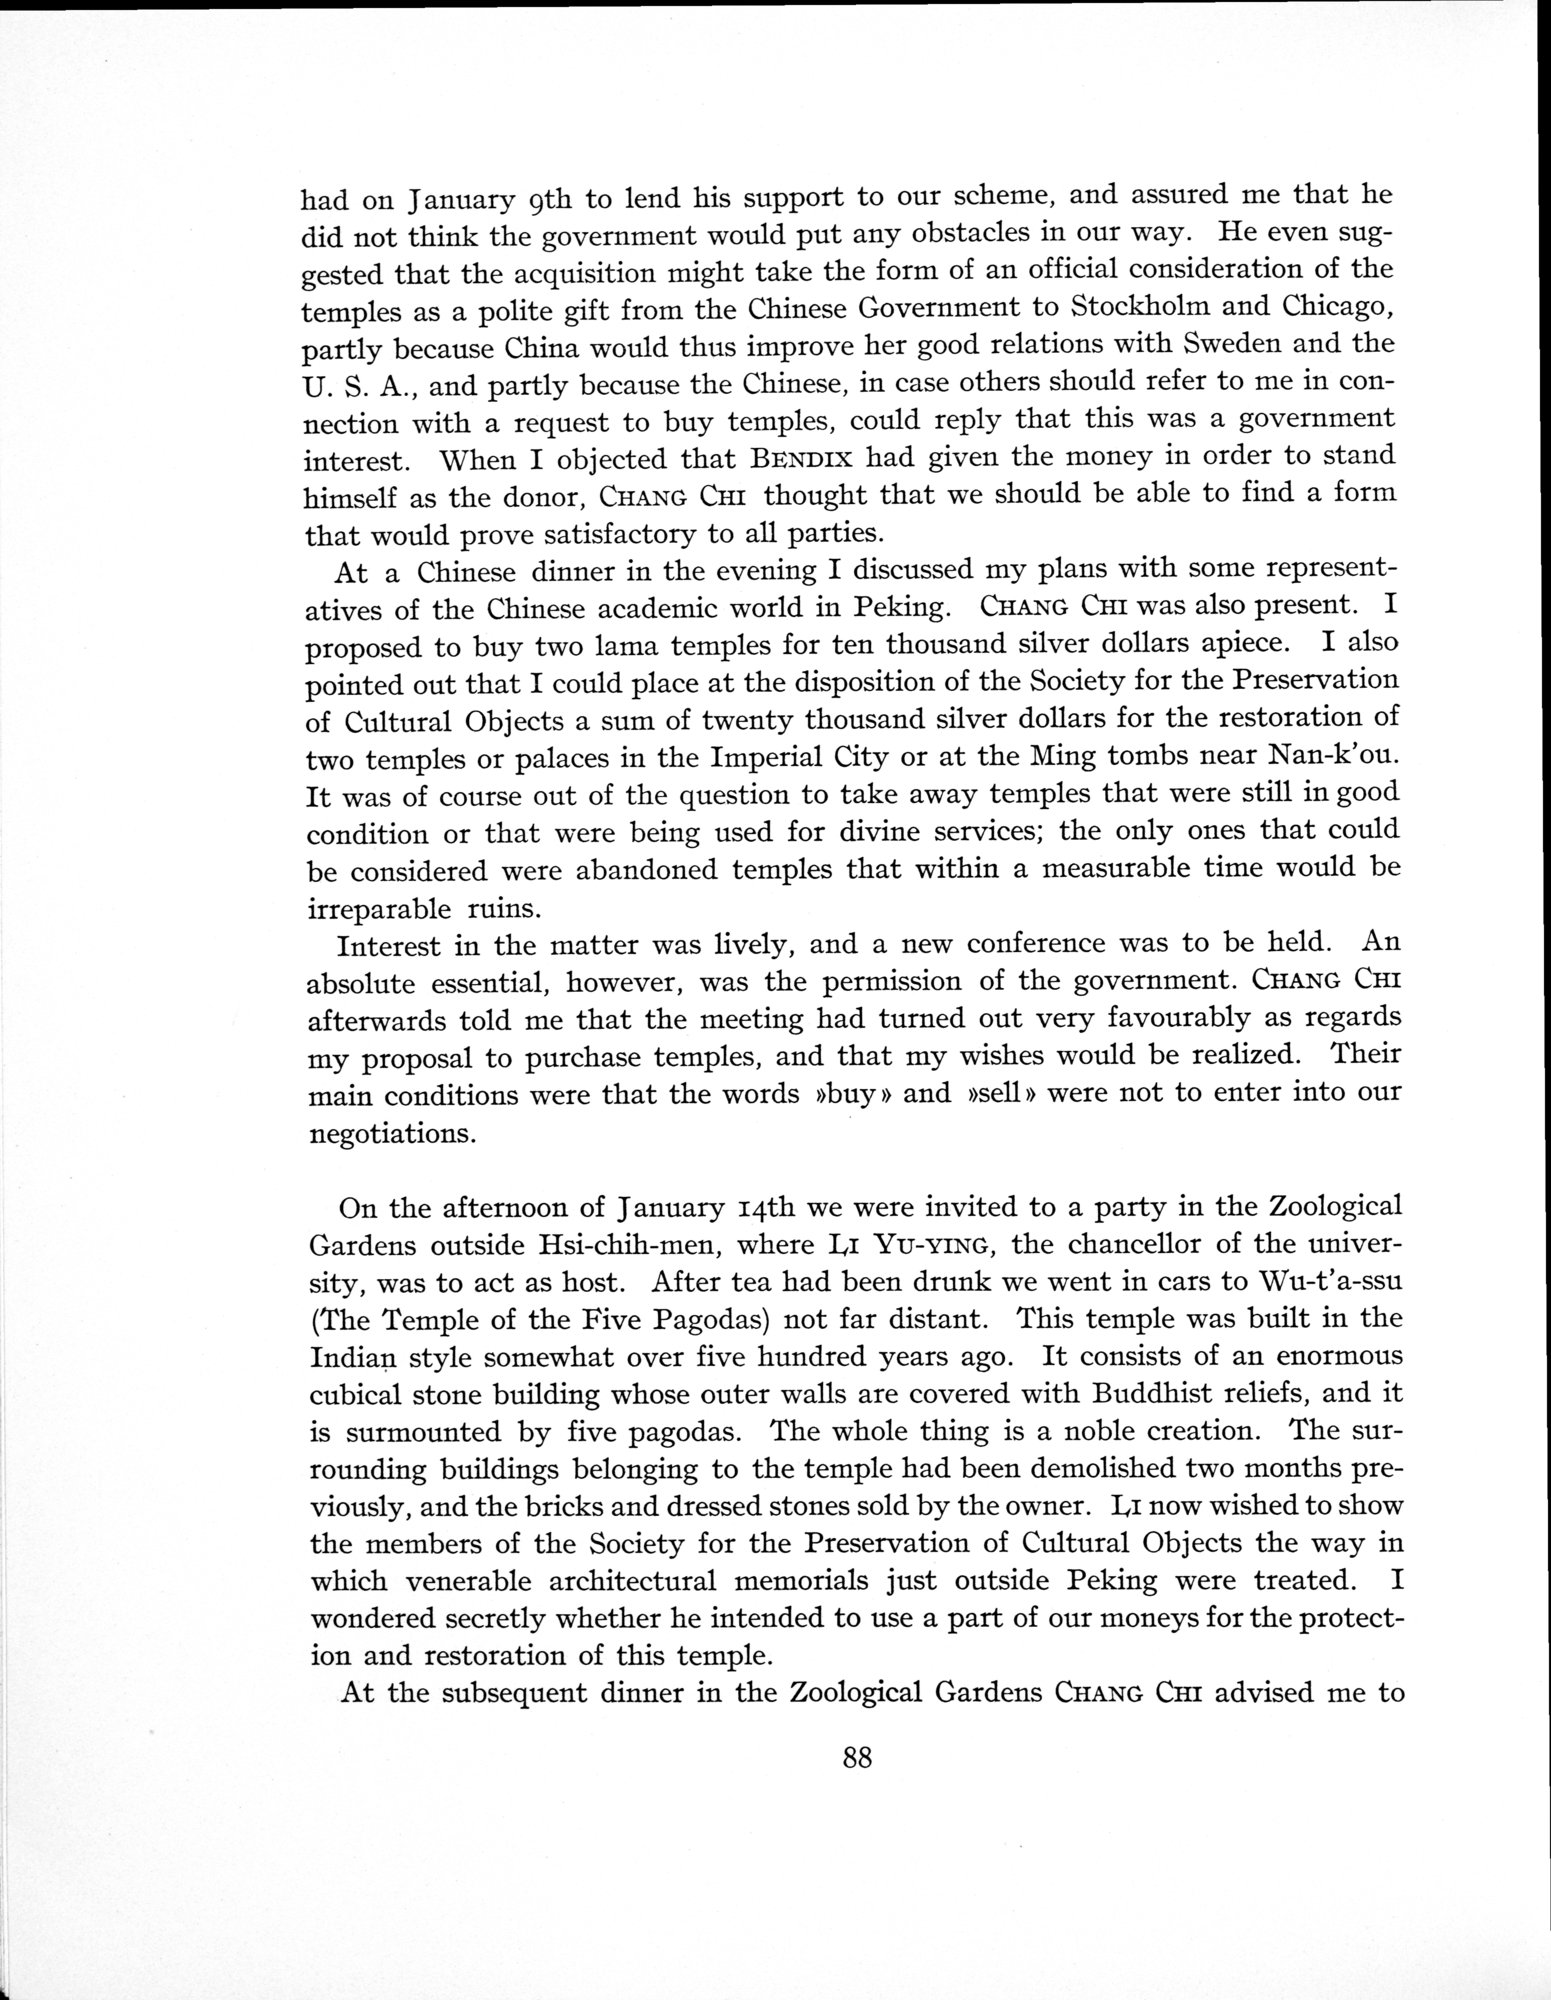 had on January 9th to lend his support to our scheme, and assured me that he
did not think the government would put any obstacles in our way. He even sug-
gested that the acquisition might take the form of an official consideration of the
temples as a polite gift from the Chinese Government to Stockholm and Chicago,
partly because China would thus improve her good relations with Sweden and the
U. S. A., and partly because the Chinese, in case others should refer to me in con-
nection with a request to buy temples, could reply that this was a government
interest. When I objected that BENDIX had given the money in order to stand
himself as the donor, CHANG CHI thought that we should be able to find a form
that would prove satisfactory to all parties.
At a Chinese dinner in the evening I discussed my plans with some represent-
atives of the Chinese academic world in Peking. CHANG CHI was also present. I
proposed to buy two lama temples for ten thousand silver dollars apiece. I also
pointed out that I could place at the disposition of the Society for the Preservation
of Cultural Objects a sum of twenty thousand silver dollars for the restoration of
two temples or palaces in the Imperial City or at the Ming tombs near Nan-k'ou.
It was of course out of the question to take away temples that were still in good
condition or that were being used for divine services; the only ones that could
be considered were abandoned temples that within a measurable time would be
irreparable ruins.
Interest in the matter was lively, and a new conference was to be held. An
absolute essential, however, was the permission of the government. CHANG CHI
afterwards told me that the meeting had turned out very favourably as regards
my proposal to purchase temples, and that my wishes would be realized. Their
main conditions were that the words »buy» and »sell» were not to enter into our
negotiations.
On the afternoon of January 14th we were invited to a party in the Zoological
Gardens outside Hsi-chih-men, where LI YU-YING, the chancellor of the univer-
sity, was to act as host. After tea had been drunk we went in cars to Wu-t'a-ssu
(The Temple of the Five Pagodas) not far distant. This temple was built in the
Indian style somewhat over five hundred years ago. It consists of an enormous
cubical stone building whose outer walls are covered with Buddhist reliefs, and it
is surmounted by five pagodas. The whole thing is a noble creation. The sur-
rounding buildings belonging to the temple had been demolished two months pre-
viously, and the bricks and dressed stones sold by the owner. LI now wished to show
the members of the Society for the Preservation of Cultural Objects the way in
which venerable architectural memorials just outside Peking were treated. I
wondered secretly whether he intended to use a part of our moneys for the protect-
ion and restoration of this temple.
At the subsequent dinner in the Zoological Gardens CHANG CHI advised me to
88